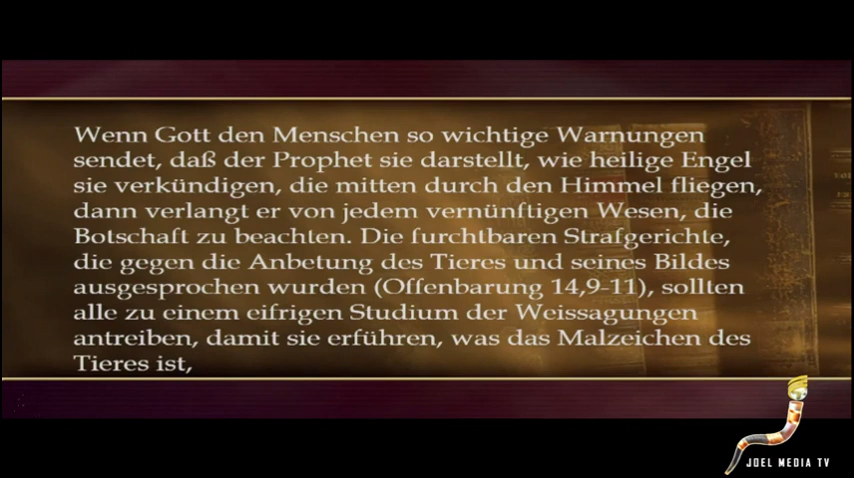 Wenn Gott den Menschen so wichtige Warnungen
sendet, daß der Prophet sie darstellt, wie heilige Engel
sie verkündigen, die mitten durch den Himmel fliegen,
dann verlangt er von jedem vernünftigen Wesen, die
Botschaft zu beachten. Die furchtbaren Strafgerichte,
die gegen die Anbetung des Tieres und seines Bildes
ausgesprochen wurden (Offenbarung 14,9-11), sollten
alle zu einem eifrigen Studium der Weissagungen
antreiben, damit sie erführen, was das Malzeichen des
Tieres ist,
JOEL MEDIA TV